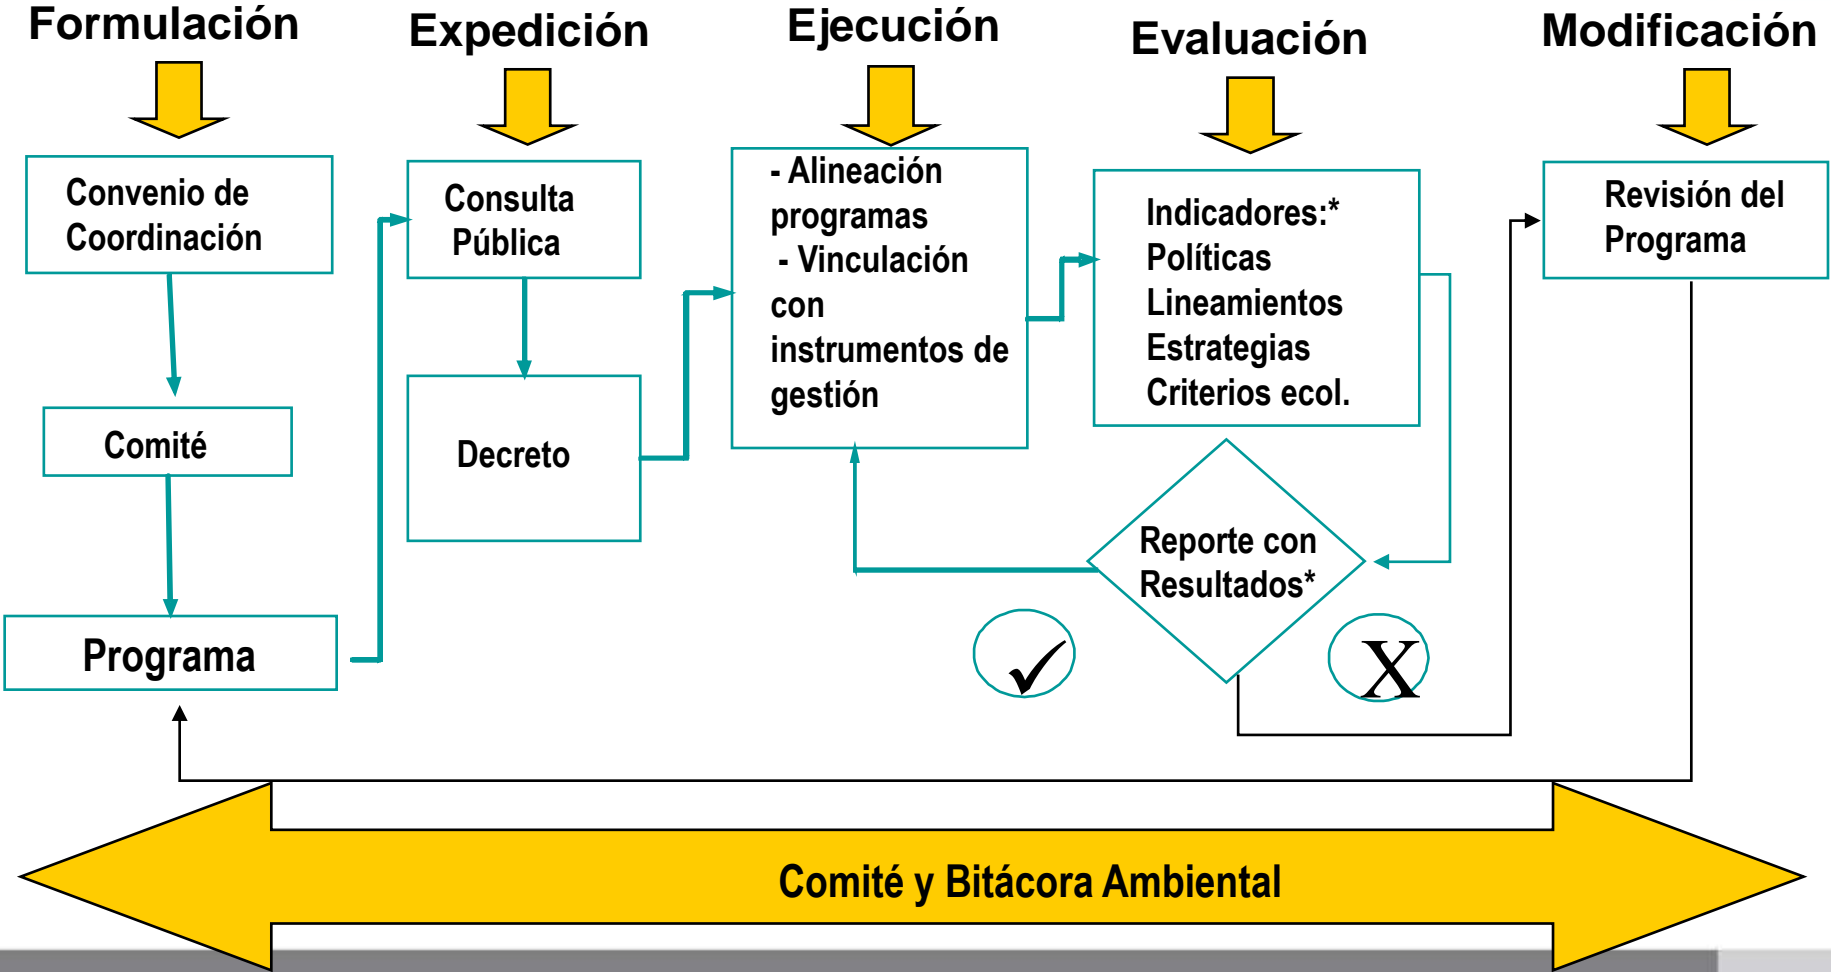 Formulación
Expedición
Ejecución
Evaluación
Modificación
Convenio de
Coordinación
Comité
Programa
Consulta
Pública
Decreto
- Alineación
programas
- Vinculación
con
instrumentos de
gestión
Indicadores:*
Políticas
Lineamientos
Estrategias
Criterios ecol.
Reporte con
Resultados*
✓
X
Revisión del
Programa
Comité y Bitácora Ambiental